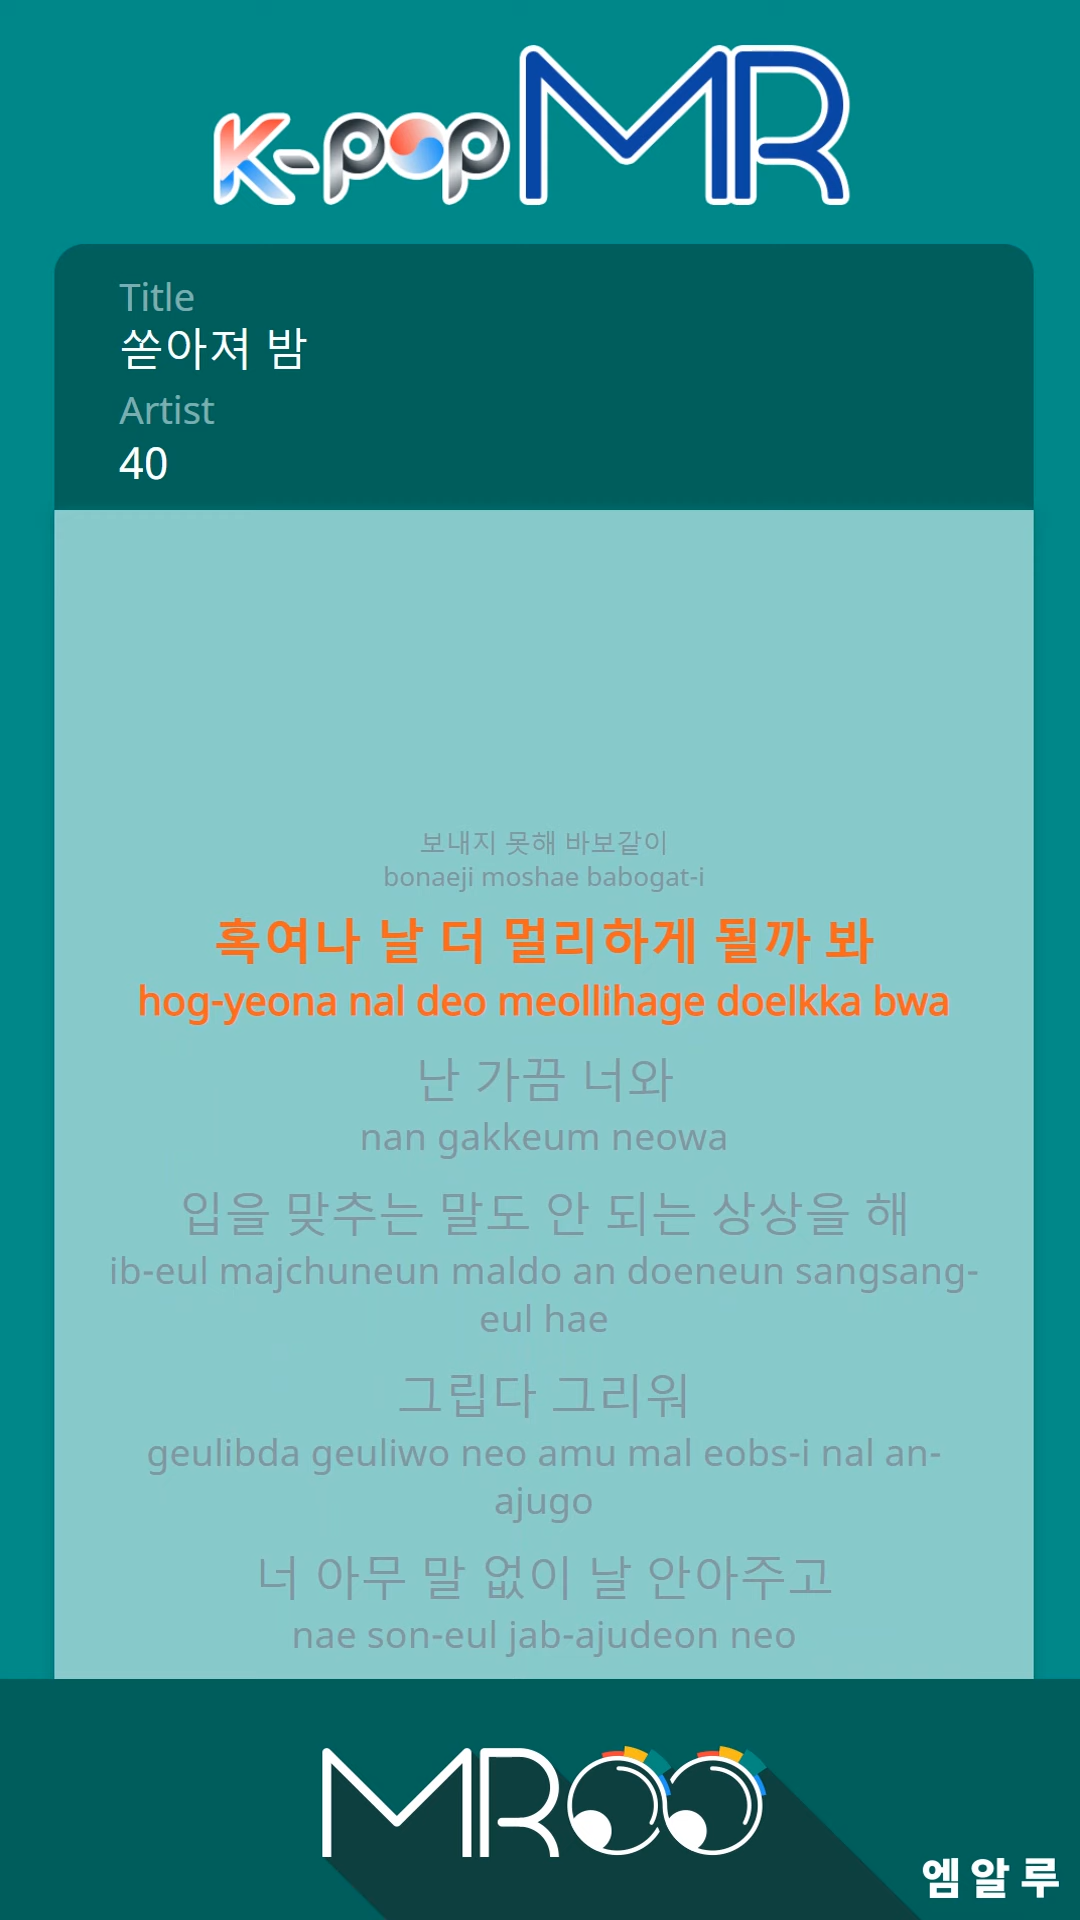 K-pop MR
Title
쏟아져 밤
Artist
40
보내지 못해 바보같이
bonaeji moshae babogat-i
혹여나 날 더 멀리하게 될까 봐
hog-yeona nal deo meollihage doelkka bwa
난 가끔 너와
nan gakkeum neowa
입을 맞추는 말도 안 되는 상상을 해
ib-eul majchuneun maldo an doeneun sangsang-
eul hae
그립다 그리워
geulibda geuliwo neo amu mal eobs-i nal an-
ajugo
너 아무 말 없이 날 안아주고
nae son-eul jab-ajudeon neo
MROO
엠알루